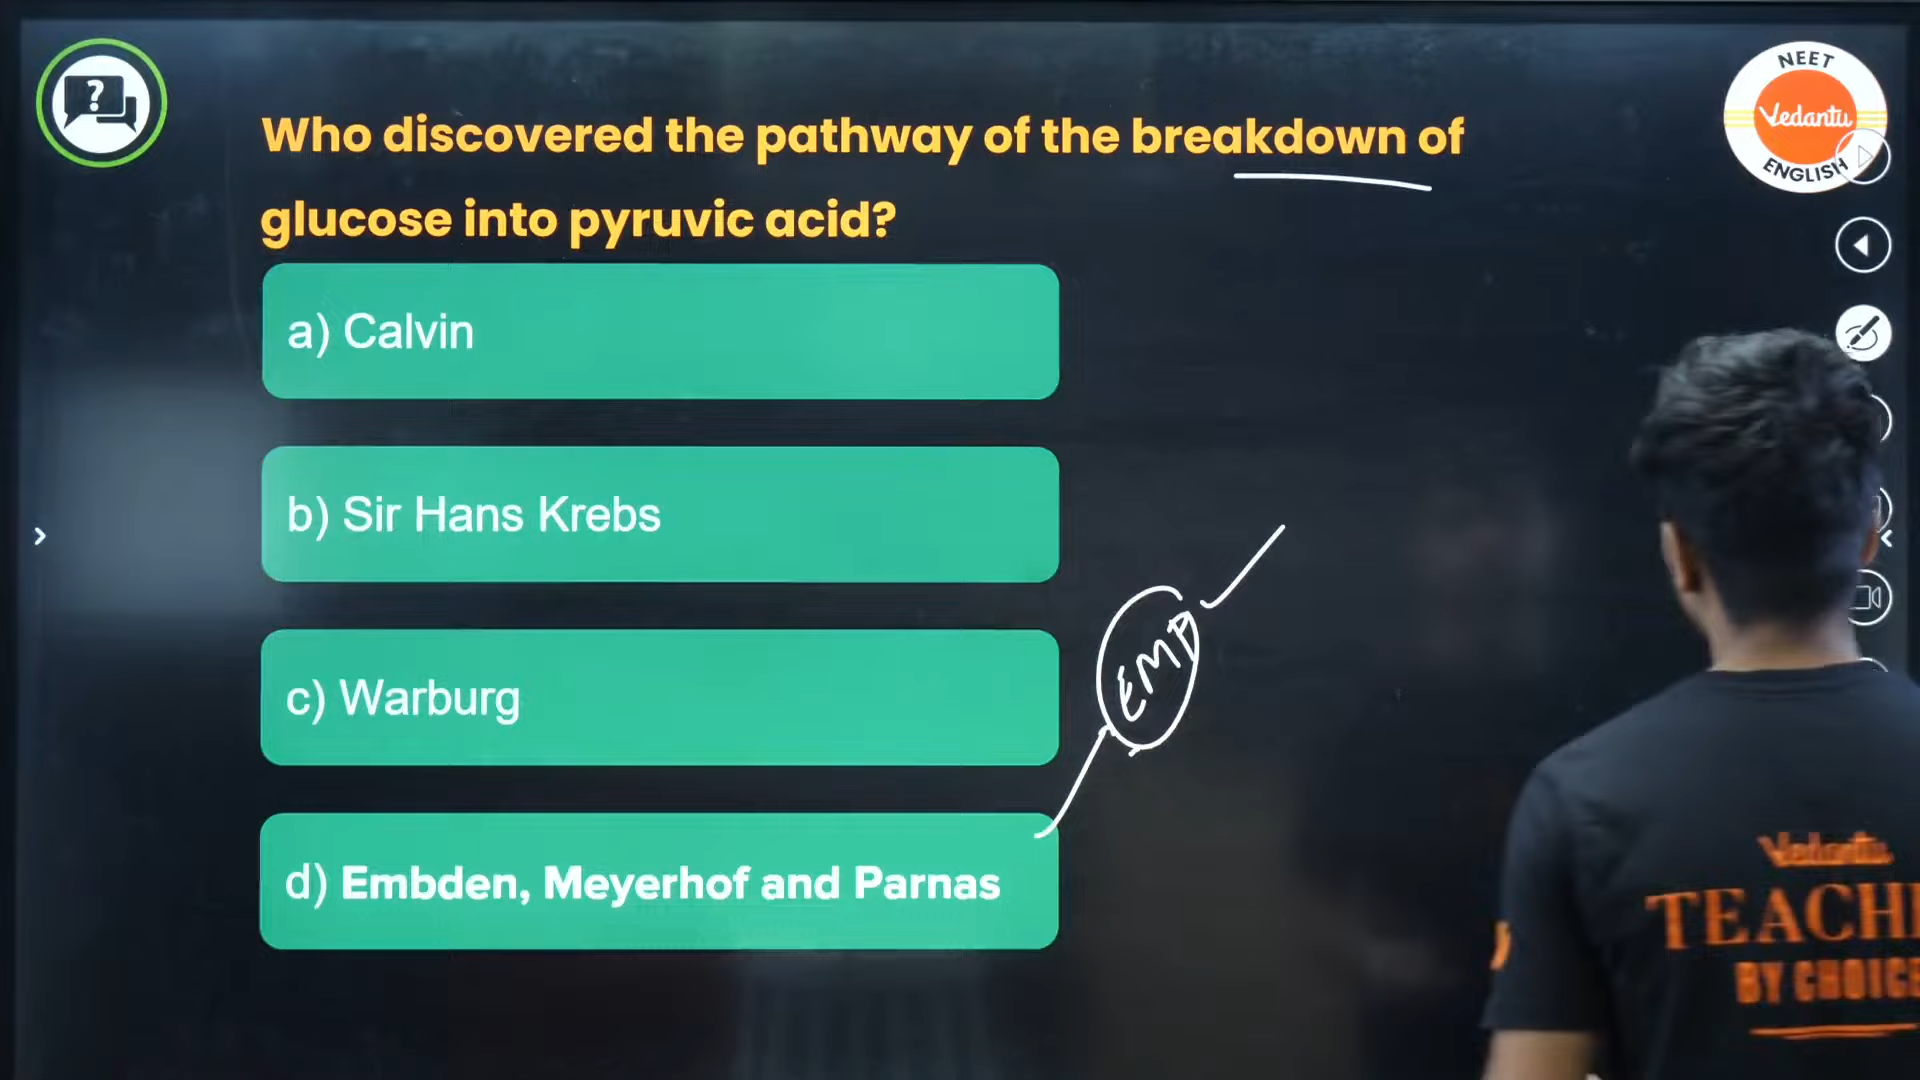 ?
NEET
Vedantu
ENGLISH
Who discovered the pathway of the breakdown of
glucose into pyruvic acid?
a) Calvin
b) Sir Hans Krebs
c) Warburg
EMP
d) Embden, Meyerhof and Parnas
Vedantu
TEACH
BY CHOICE